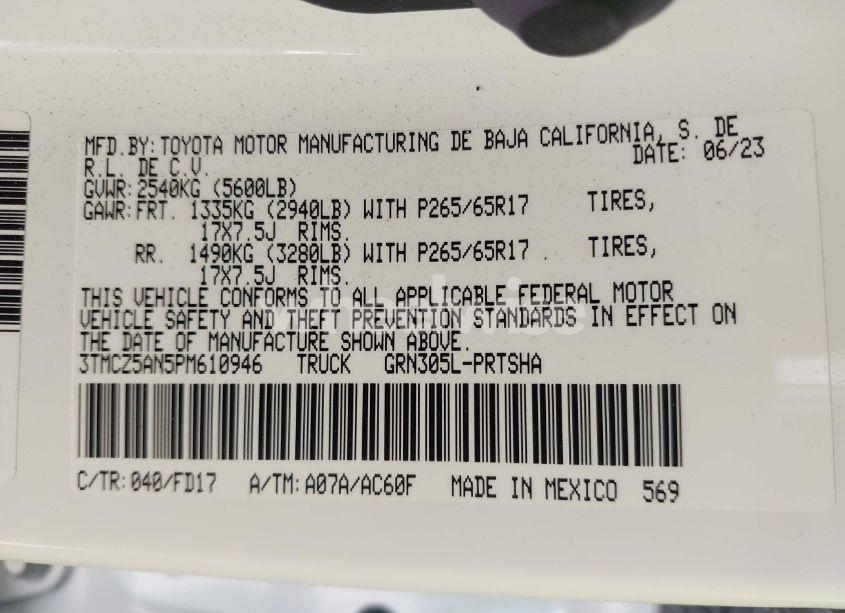 MFD.BY: TOYOTA MOTOR MANUFACTURING DE BAJA CALIFORNIA, S. DE
R.L. DE C.V. DATE: 06/23
GVWR: 2540KG (5600LB)
GAWR: FRT. 1335KG (2940LB) WITH P265/65R17 TIRES,
17X7.5J RIMS.
RR. 1490KG (3280LB) WITH P265/65R17 . TIRES,
17X7.5J RIMS.
THIS VEHICLE CONFORMS TO ALL APPLICABLE FEDERAL MOTOR
VEHICLE SAFETY AND THEFT PREVENTION STANDARDS IN EFFECT ON
THE DATE OF MANUFACTURE SHOWN ABOVE.
3TMCZ5AN5PM610946 TRUCK GRN305L-PRTSHA
C/TR: 040/FD17 A/TM: A07A/AC60F MADE IN MEXICO 569